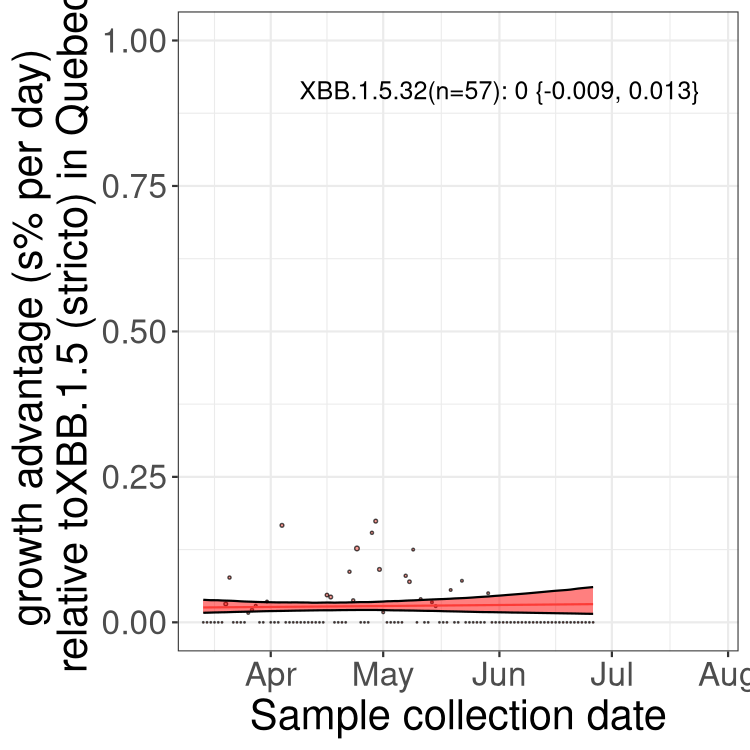 growth advantage (s% per day)
relative toXBB.1.5 (stricto) in Quebec
1.00
0.75
0.50
0.25
0.00
XBB.1.5.32(n=57): 0 {-0.009, 0.013}
Apr May Jun Jul Aug
Sample collection date